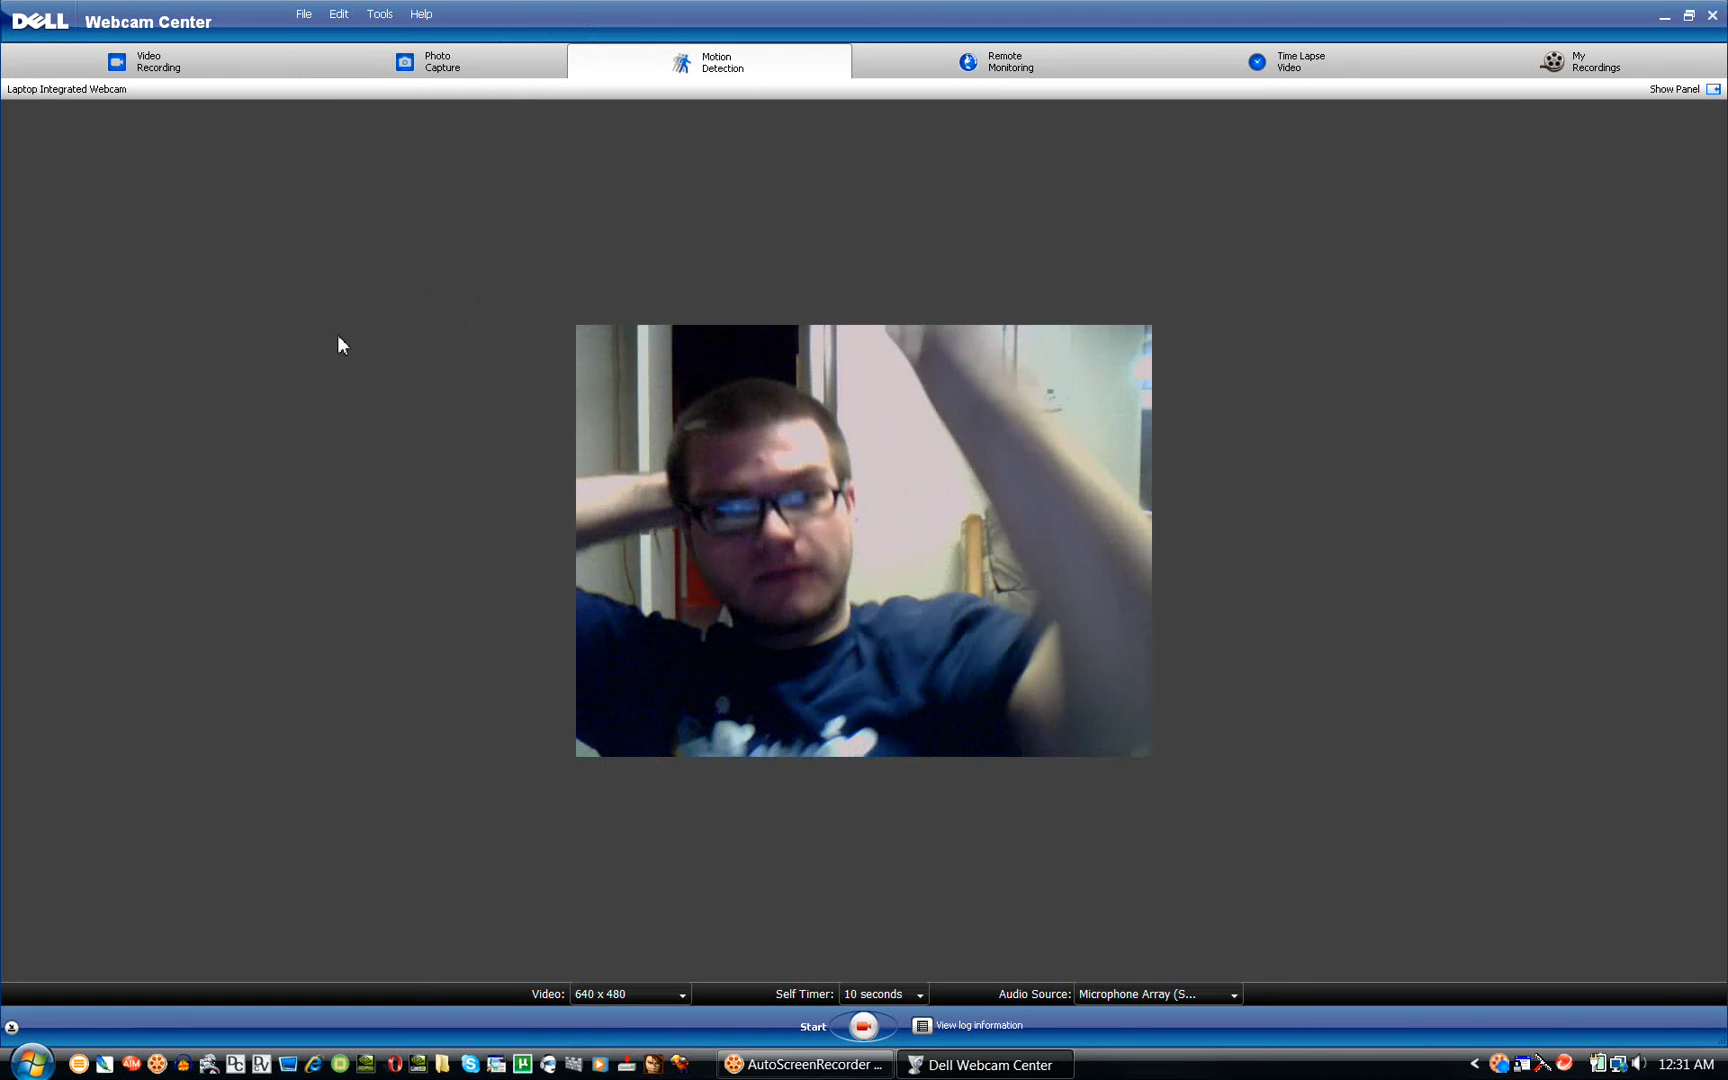 DELL Webcam Center File Edit Tools Help
Video Recording
Photo Capture
Motion Detection
Remote Monitoring
Time Lapse Video
My Recordings
Laptop Integrated Webcam Show Panel
Video: 640 x 480 Self Timer: 10 seconds Audio Source: Microphone Array (S...
Start View log information
AutoScreenRecorder ... Dell Webcam Center 12:31 AM